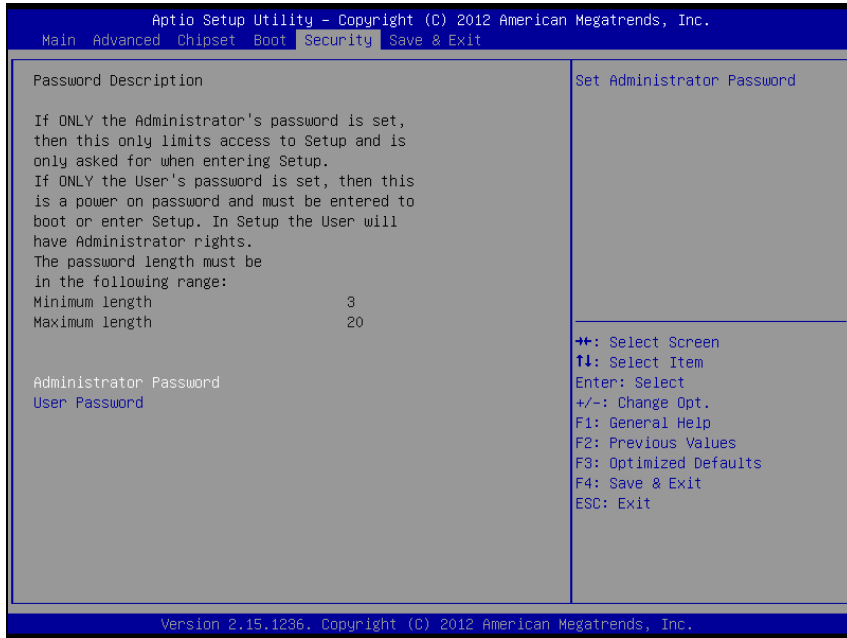 Aptio Setup Utility – Copyright (C) 2012 American Megatrends, Inc.
Main Advanced Chipset Boot Security Save & Exit
Password Description
If ONLY the Administrator's password is set,
then this only limits access to Setup and is
only asked for when entering Setup.
If ONLY the User's password is set, then this
is a power on password and must be entered to
boot or enter Setup. In Setup the User will
have Administrator rights.
The password length must be
in the following range:
Minimum length 3
Maximum length 20
Administrator Password
User Password
Set Administrator Password
→←: Select Screen
↑↓: Select Item
Enter: Select
+/-: Change Opt.
F1: General Help
F2: Previous Values
F3: Optimized Defaults
F4: Save & Exit
ESC: Exit
Version 2.15.1236. Copyright (C) 2012 American Megatrends, Inc.